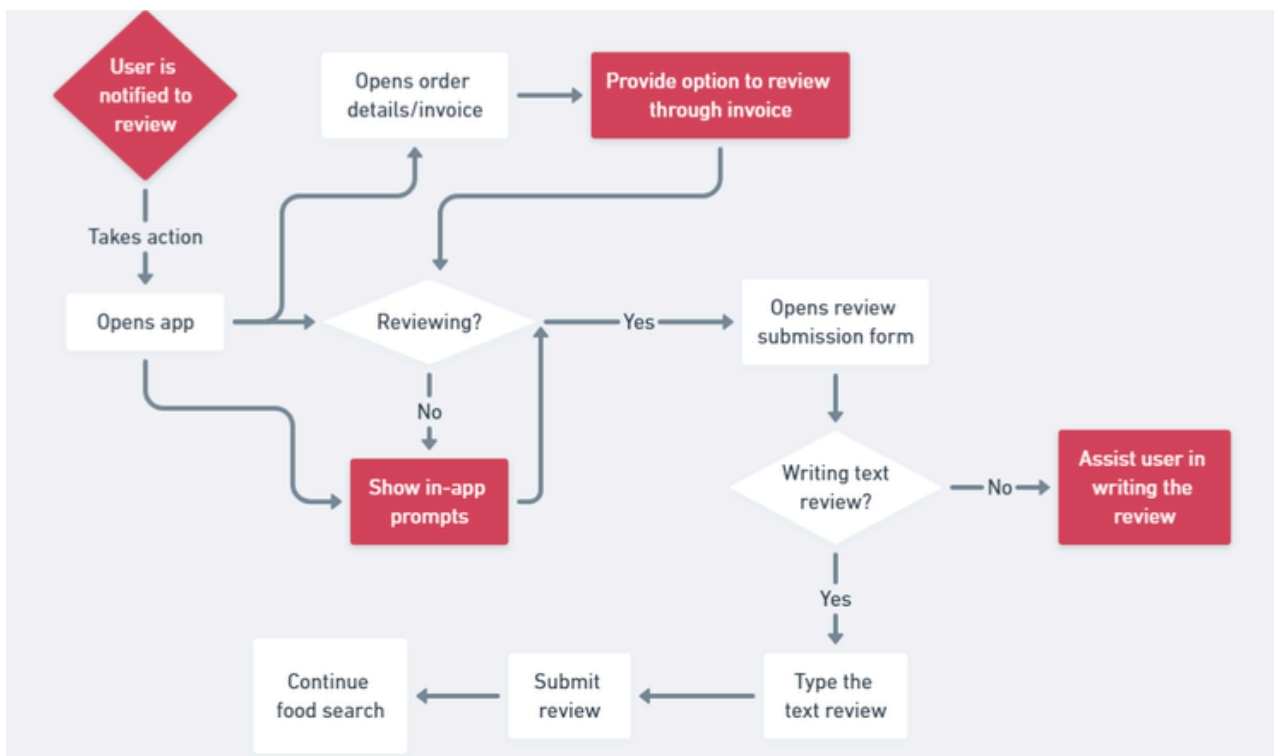 User is
notified to
review
Opens order
details/invoice
Provide option to review
through invoice
Takes action
Opens app
Reviewing?
Yes
Opens review
submission form
No
Show in-app
prompts
Writing text
review?
No
Assist user in
writing the
review
Yes
Continue
food search
Submit
review
Type the
text review